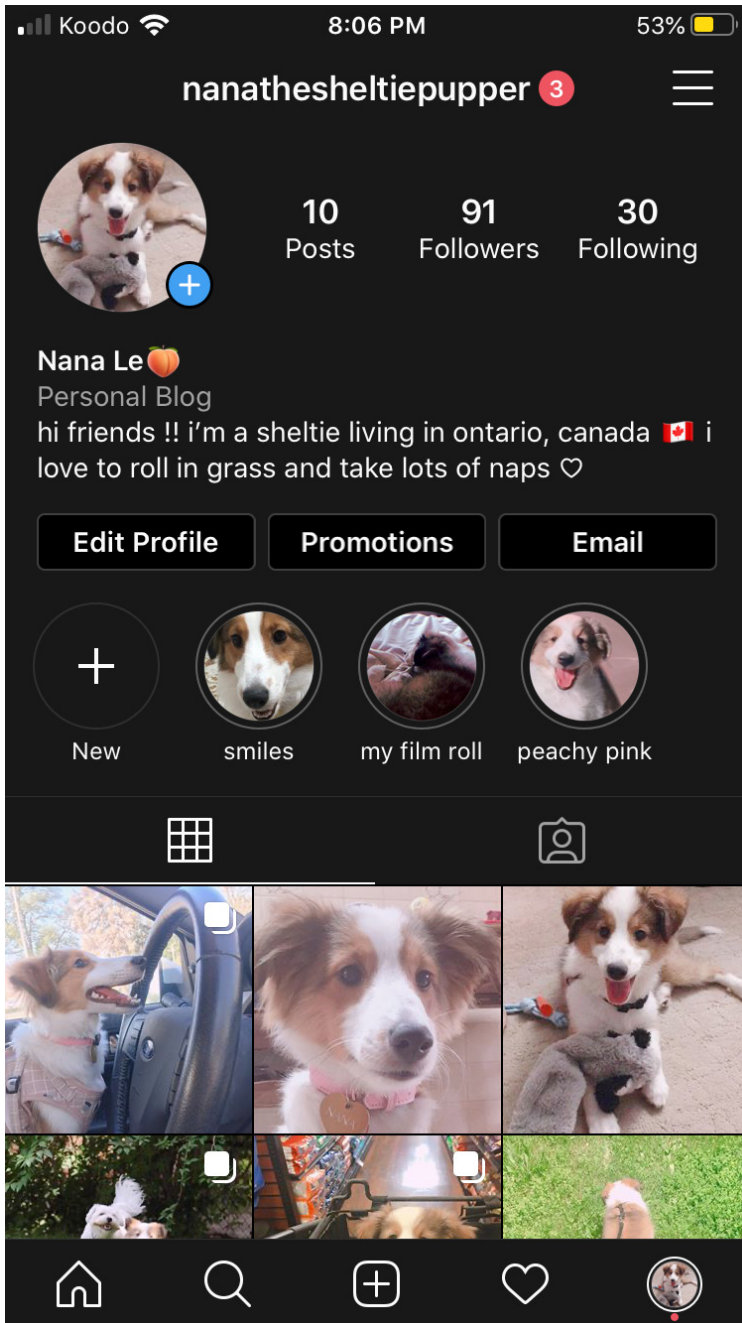 Koodo 8:06 PM 53%
nanathesheltiepupper 3
10 91 30
Posts Followers Following
Nana Le🍑
Personal Blog
hi friends !! i'm a sheltie living in ontario, canada 🇨🇦 i
love to roll in grass and take lots of naps ♡
Edit Profile Promotions Email
New smiles my film roll peachy pink